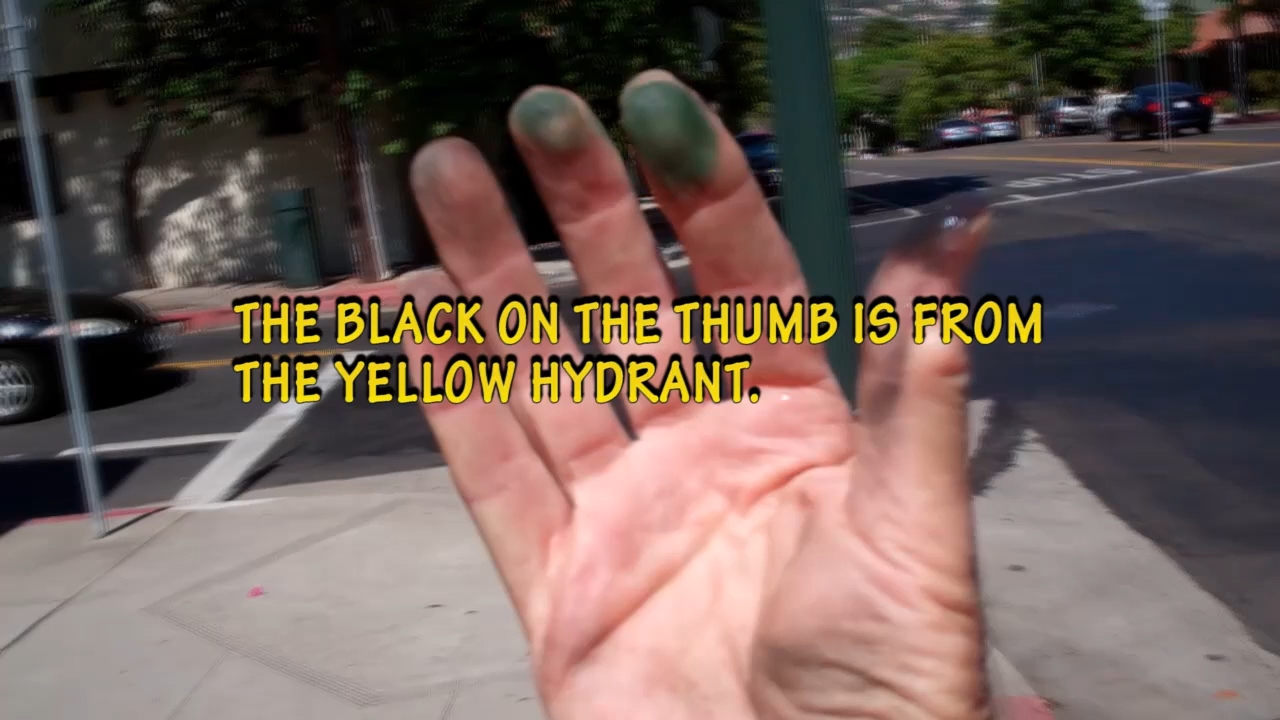 THE BLACK ON THE THUMB IS FROM
THE YELLOW HYDRANT.